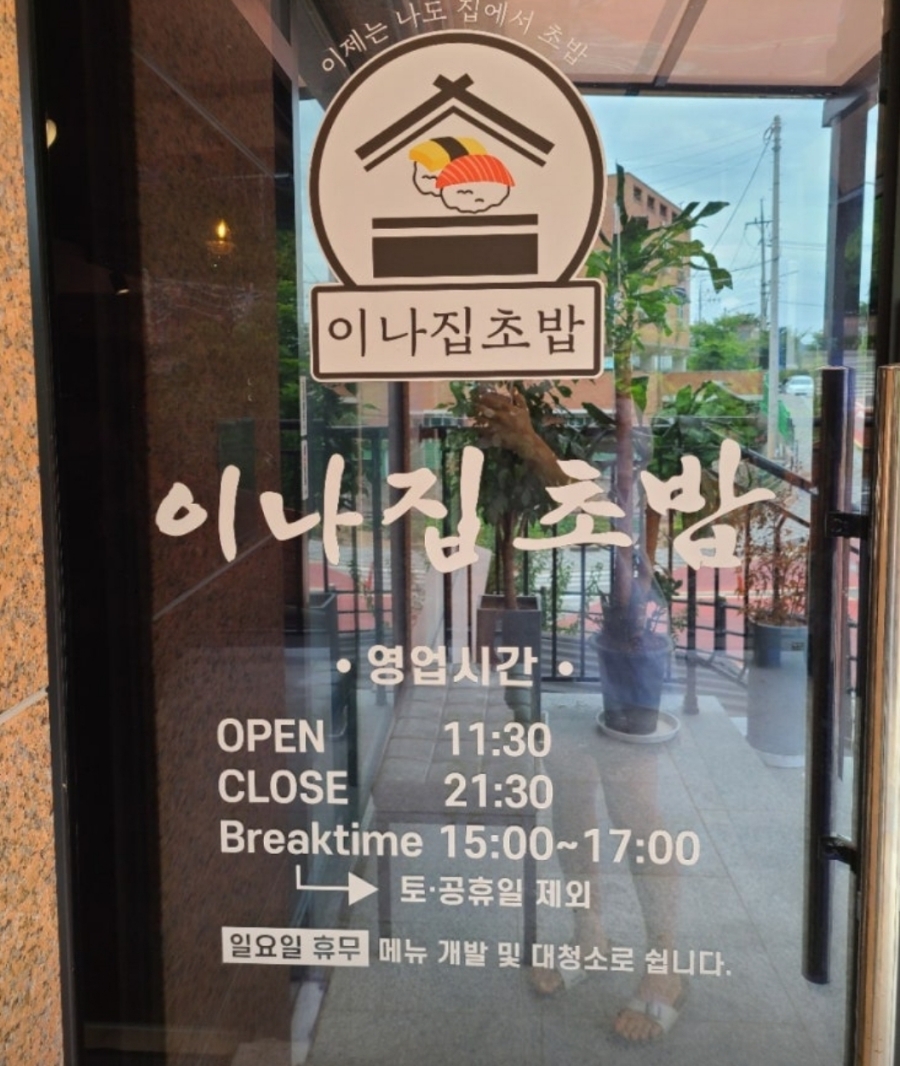 이제는 나도 집에서 초밥
이나집초밥
이나집 초밥
• 영업시간 •
OPEN 11:30
CLOSE 21:30
Breaktime 15:00~17:00
토·공휴일 제외
일요일 휴무 메뉴 개발 및 대청소로 쉽니다.